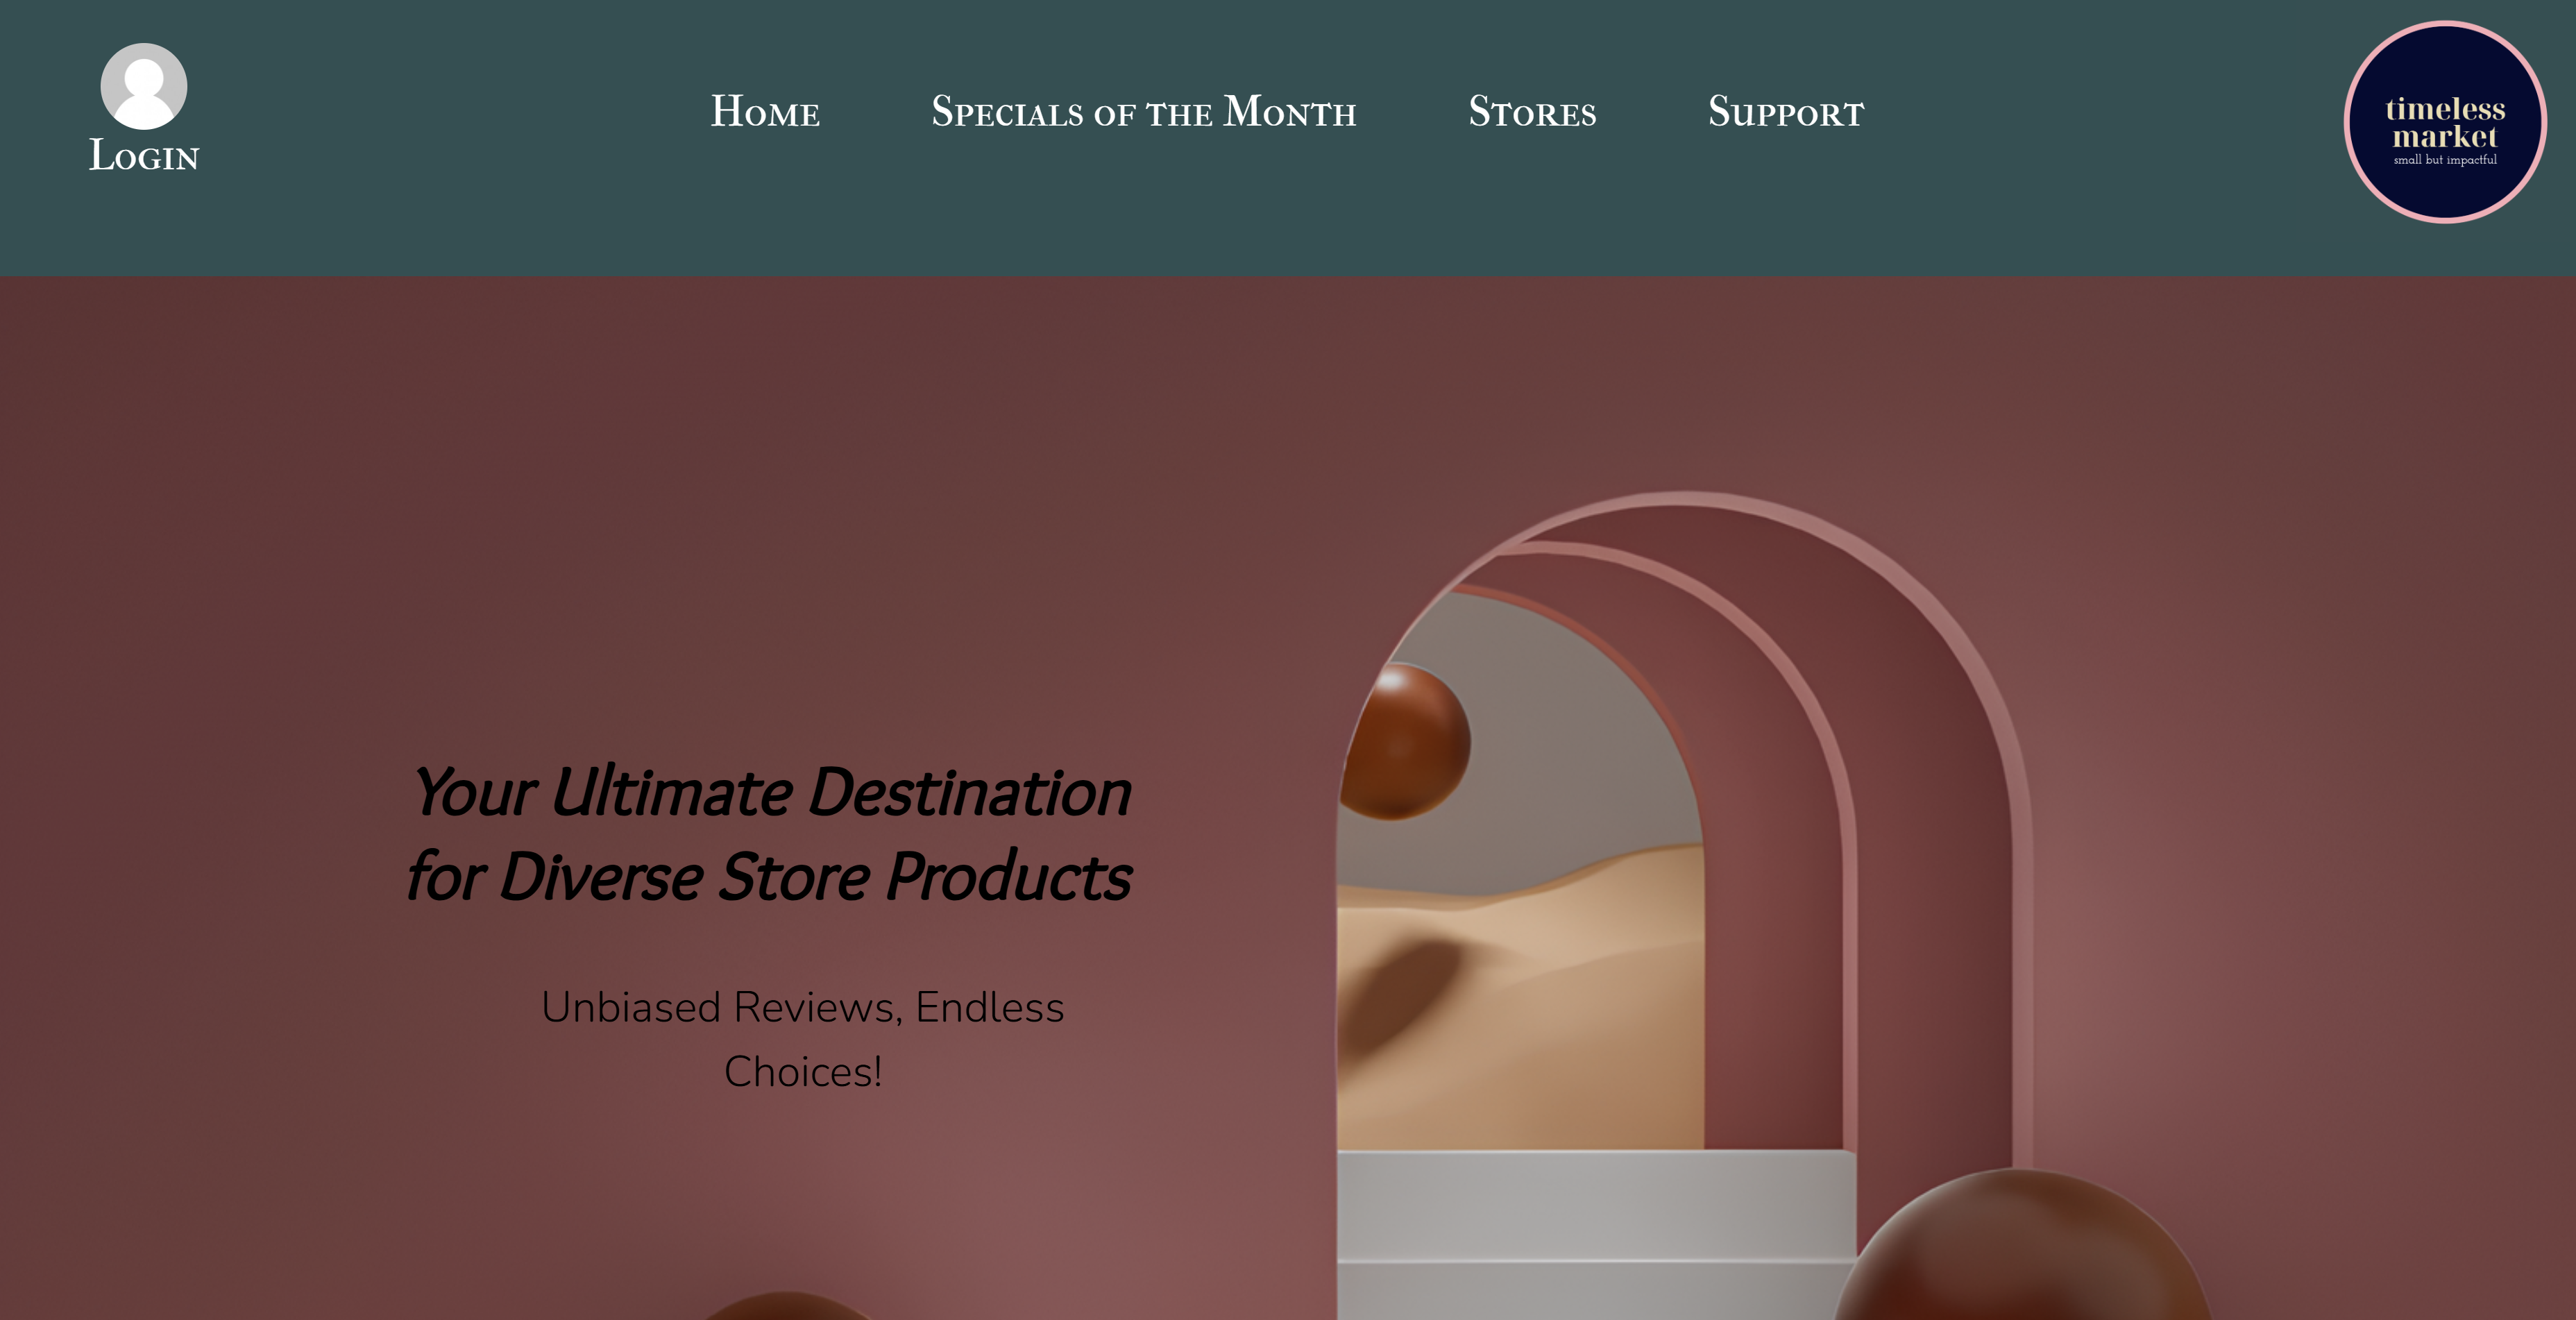 Login
Home
Specials of the Month
Stores
Support
timeless
market
small but impactful
Your Ultimate Destination
for Diverse Store Products
Unbiased Reviews, Endless
Choices!